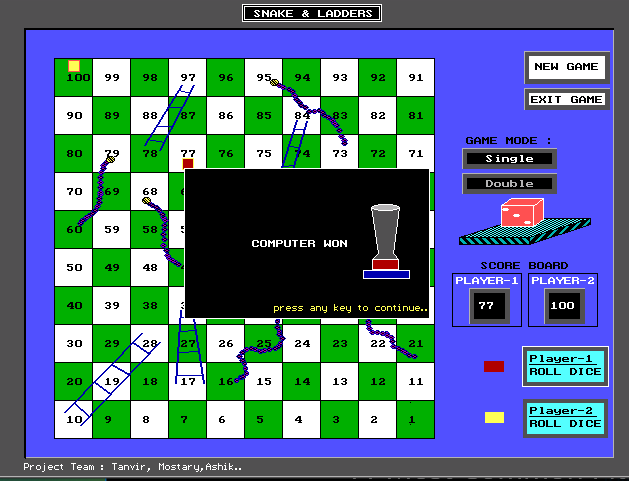 SNAKE & LADDERS
100 99 98 97 96 95 94 93 92 91
NEW GAME
90 89 88 87 86 85 84 83 82 81
EXIT GAME
GAME MODE :
80 79 78 77 76 75 74 73 72 71
Single
Double
70 69 68
60 59 58
COMPUTER WON
50 49 48
SCORE BOARD
PLAYER-1 PLAYER-2
77 100
40 39 38
press any key to continue..
30 29 28 27 26 25 24 23 22 21
Player-1
ROLL DICE
20 19 18 17 16 15 14 13 12 11
Player-2
ROLL DICE
10 9 8 7 6 5 4 3 2 1
Project Team : Tanvir, Mostary,Ashik..